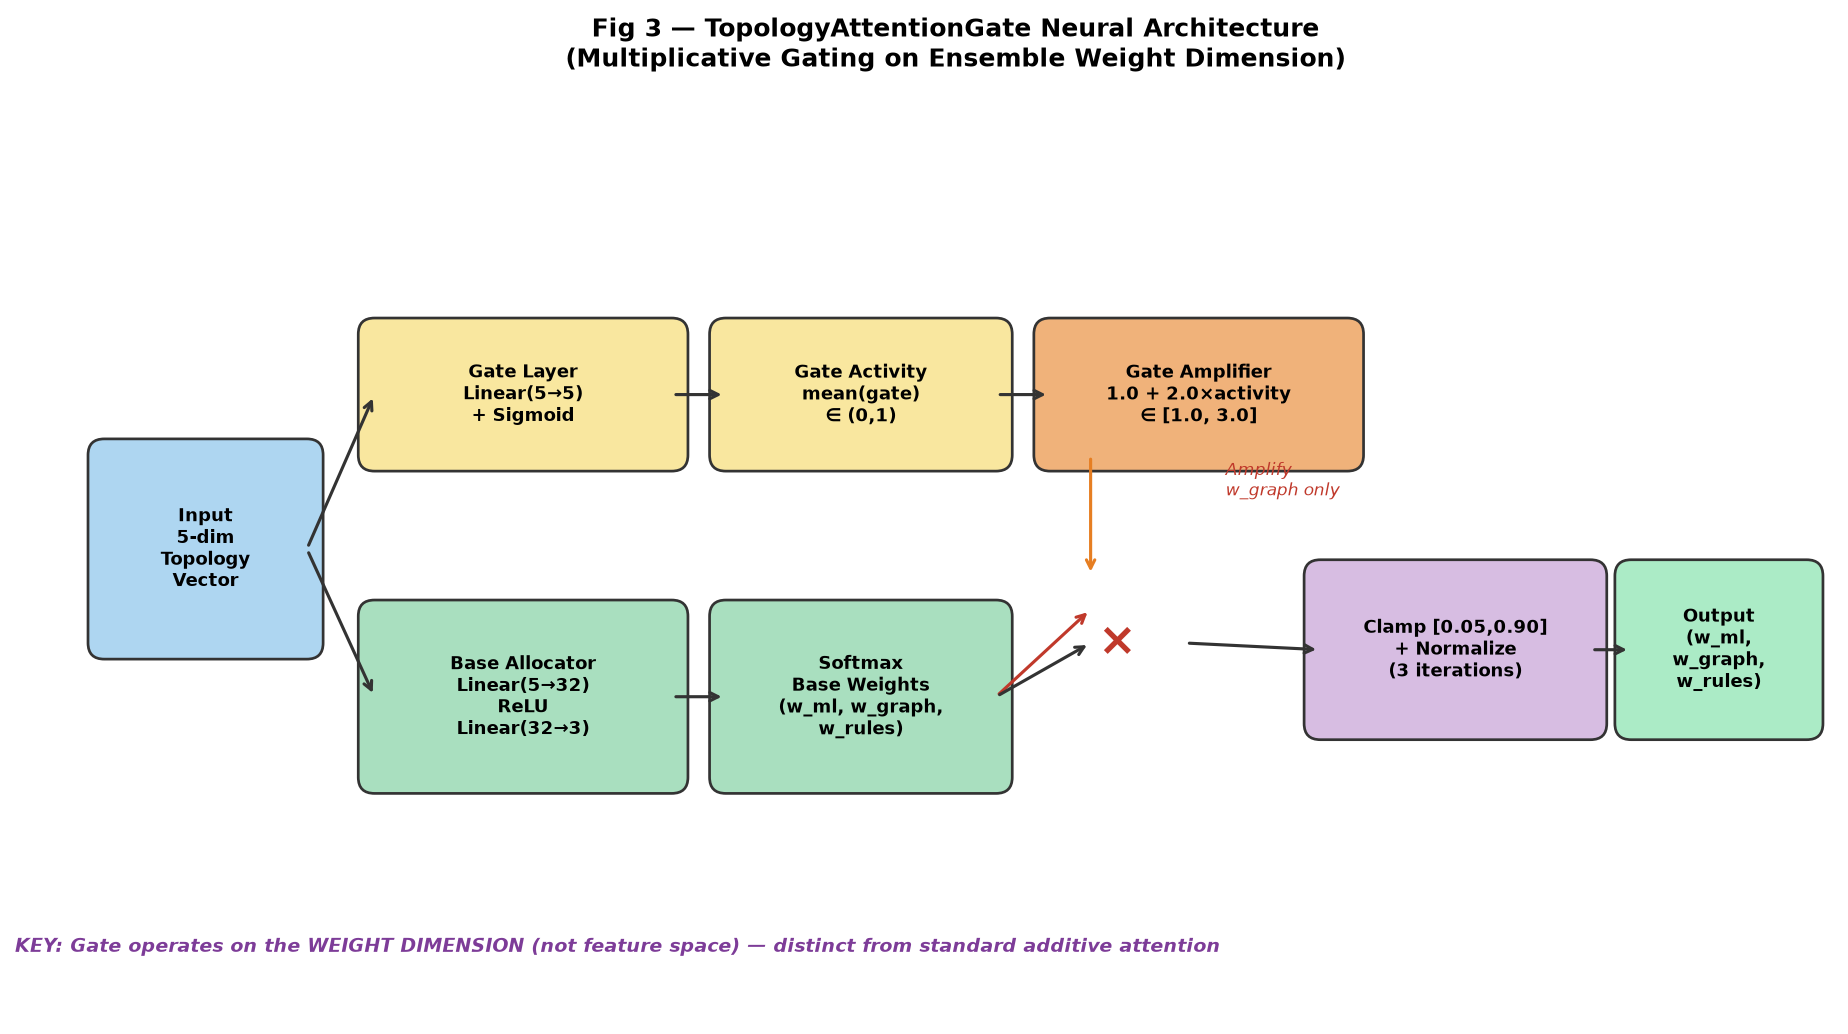 Fig 3 — TopologyAttentionGate Neural Architecture
(Multiplicative Gating on Ensemble Weight Dimension)
Input
5-dim
Topology
Vector
Gate Layer
Linear(5→5)
+ Sigmoid
Gate Activity
mean(gate)
∈ (0,1)
Gate Amplifier
1.0 + 2.0×activity
∈ [1.0, 3.0]
Amplify
w_graph only
Base Allocator
Linear(5→32)
ReLU
Linear(32→3)
Softmax
Base Weights
(w_ml, w_graph,
w_rules)
×
Clamp [0.05,0.90]
+ Normalize
(3 iterations)
Output
(w_ml,
w_graph,
w_rules)
KEY: Gate operates on the WEIGHT DIMENSION (not feature space) — distinct from standard additive attention